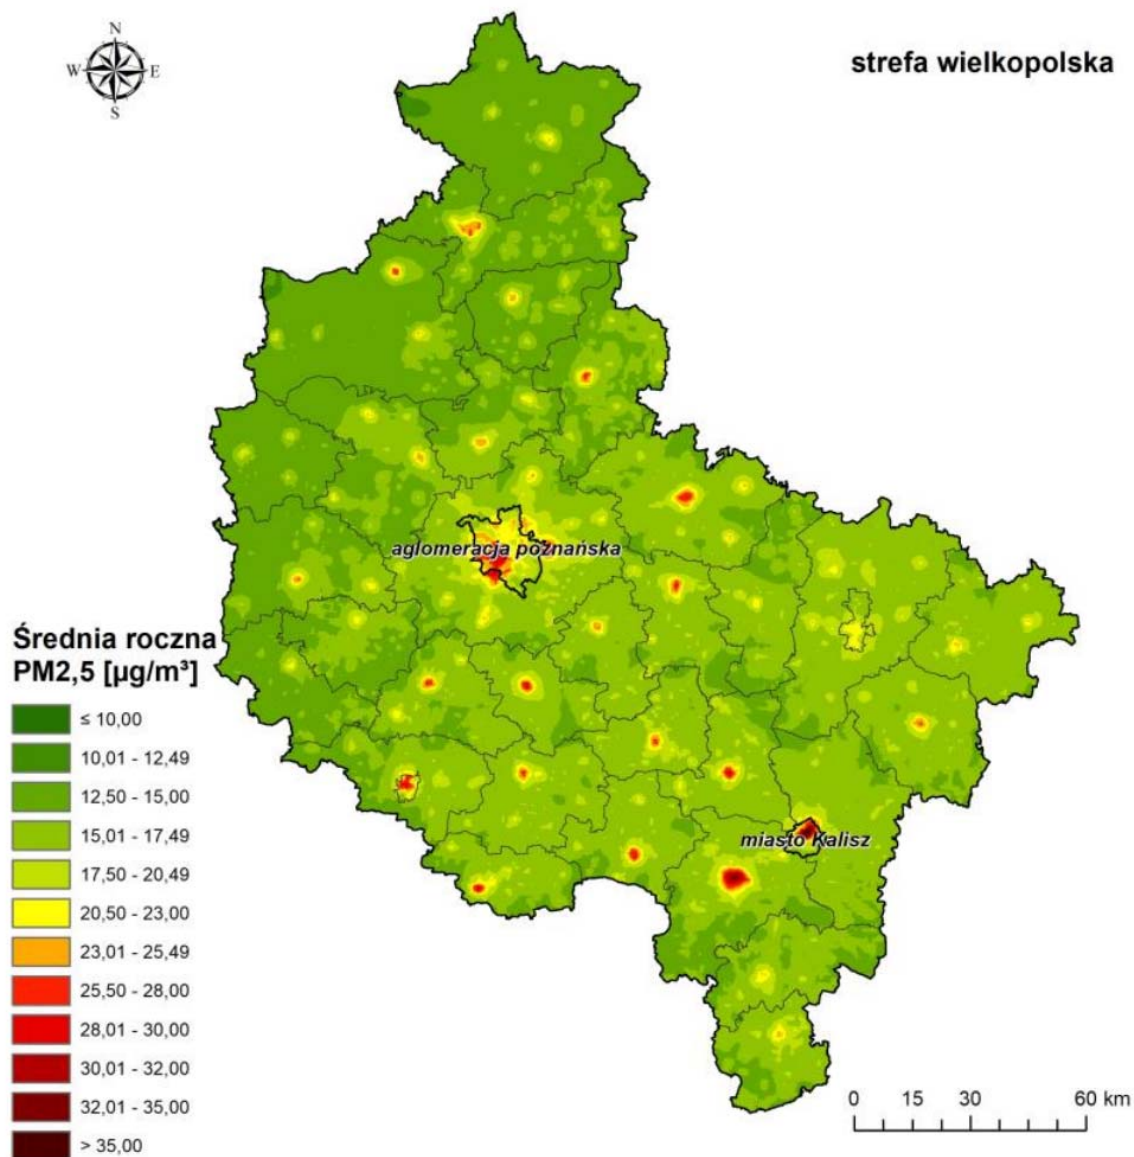 N
W E
S
strefa wielkopolska
aglomeracja poznańska
miasto Kalisz
Średnia roczna
PM2,5 [µg/m³]
≤ 10,00
10,01 - 12,49
12,50 - 15,00
15,01 - 17,49
17,50 - 20,49
20,50 - 23,00
23,01 - 25,49
25,50 - 28,00
28,01 - 30,00
30,01 - 32,00
32,01 - 35,00
> 35,00
0 15 30 60 km